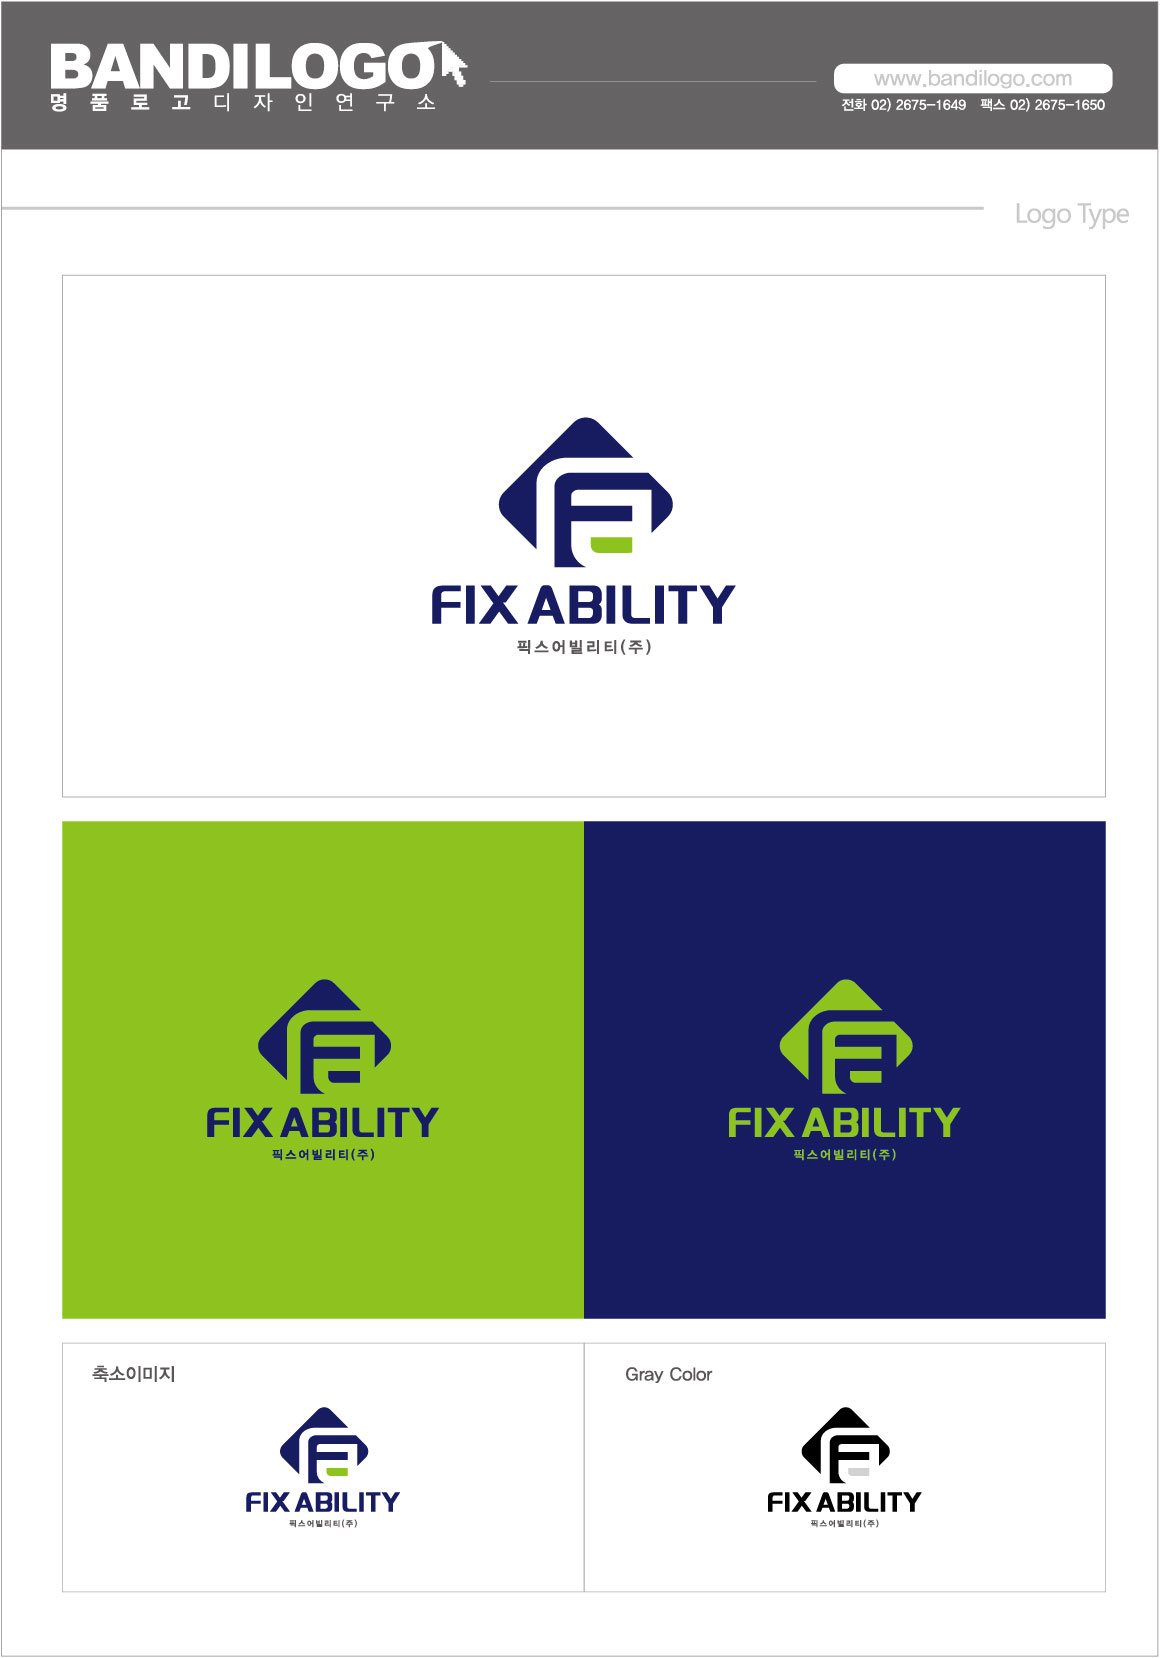 BANDILOGO
명품로고디자인연구소
www.bandilogo.com
전화 02) 2675-1649 팩스 02) 2675-1650
Logo Type
FIX ABILITY
픽스어빌리티(주)
FIX ABILITY
픽스어빌리티(주)
FIX ABILITY
픽스어빌리티(주)
축소이미지
FIX ABILITY
픽스어빌리티(주)
Gray Color
FIX ABILITY
픽스어빌리티(주)